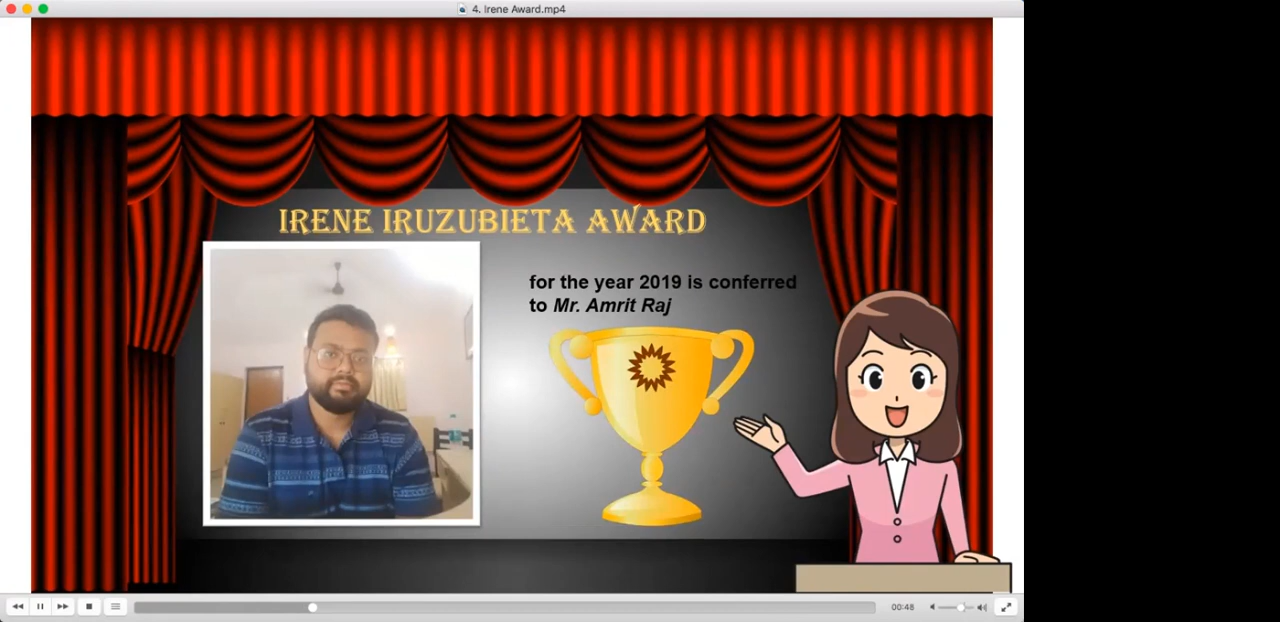 4. Irene Award.mp4
IRENE IRUZUBIETA AWARD
for the year 2019 is conferred
to Mr. Amrit Raj
00:48